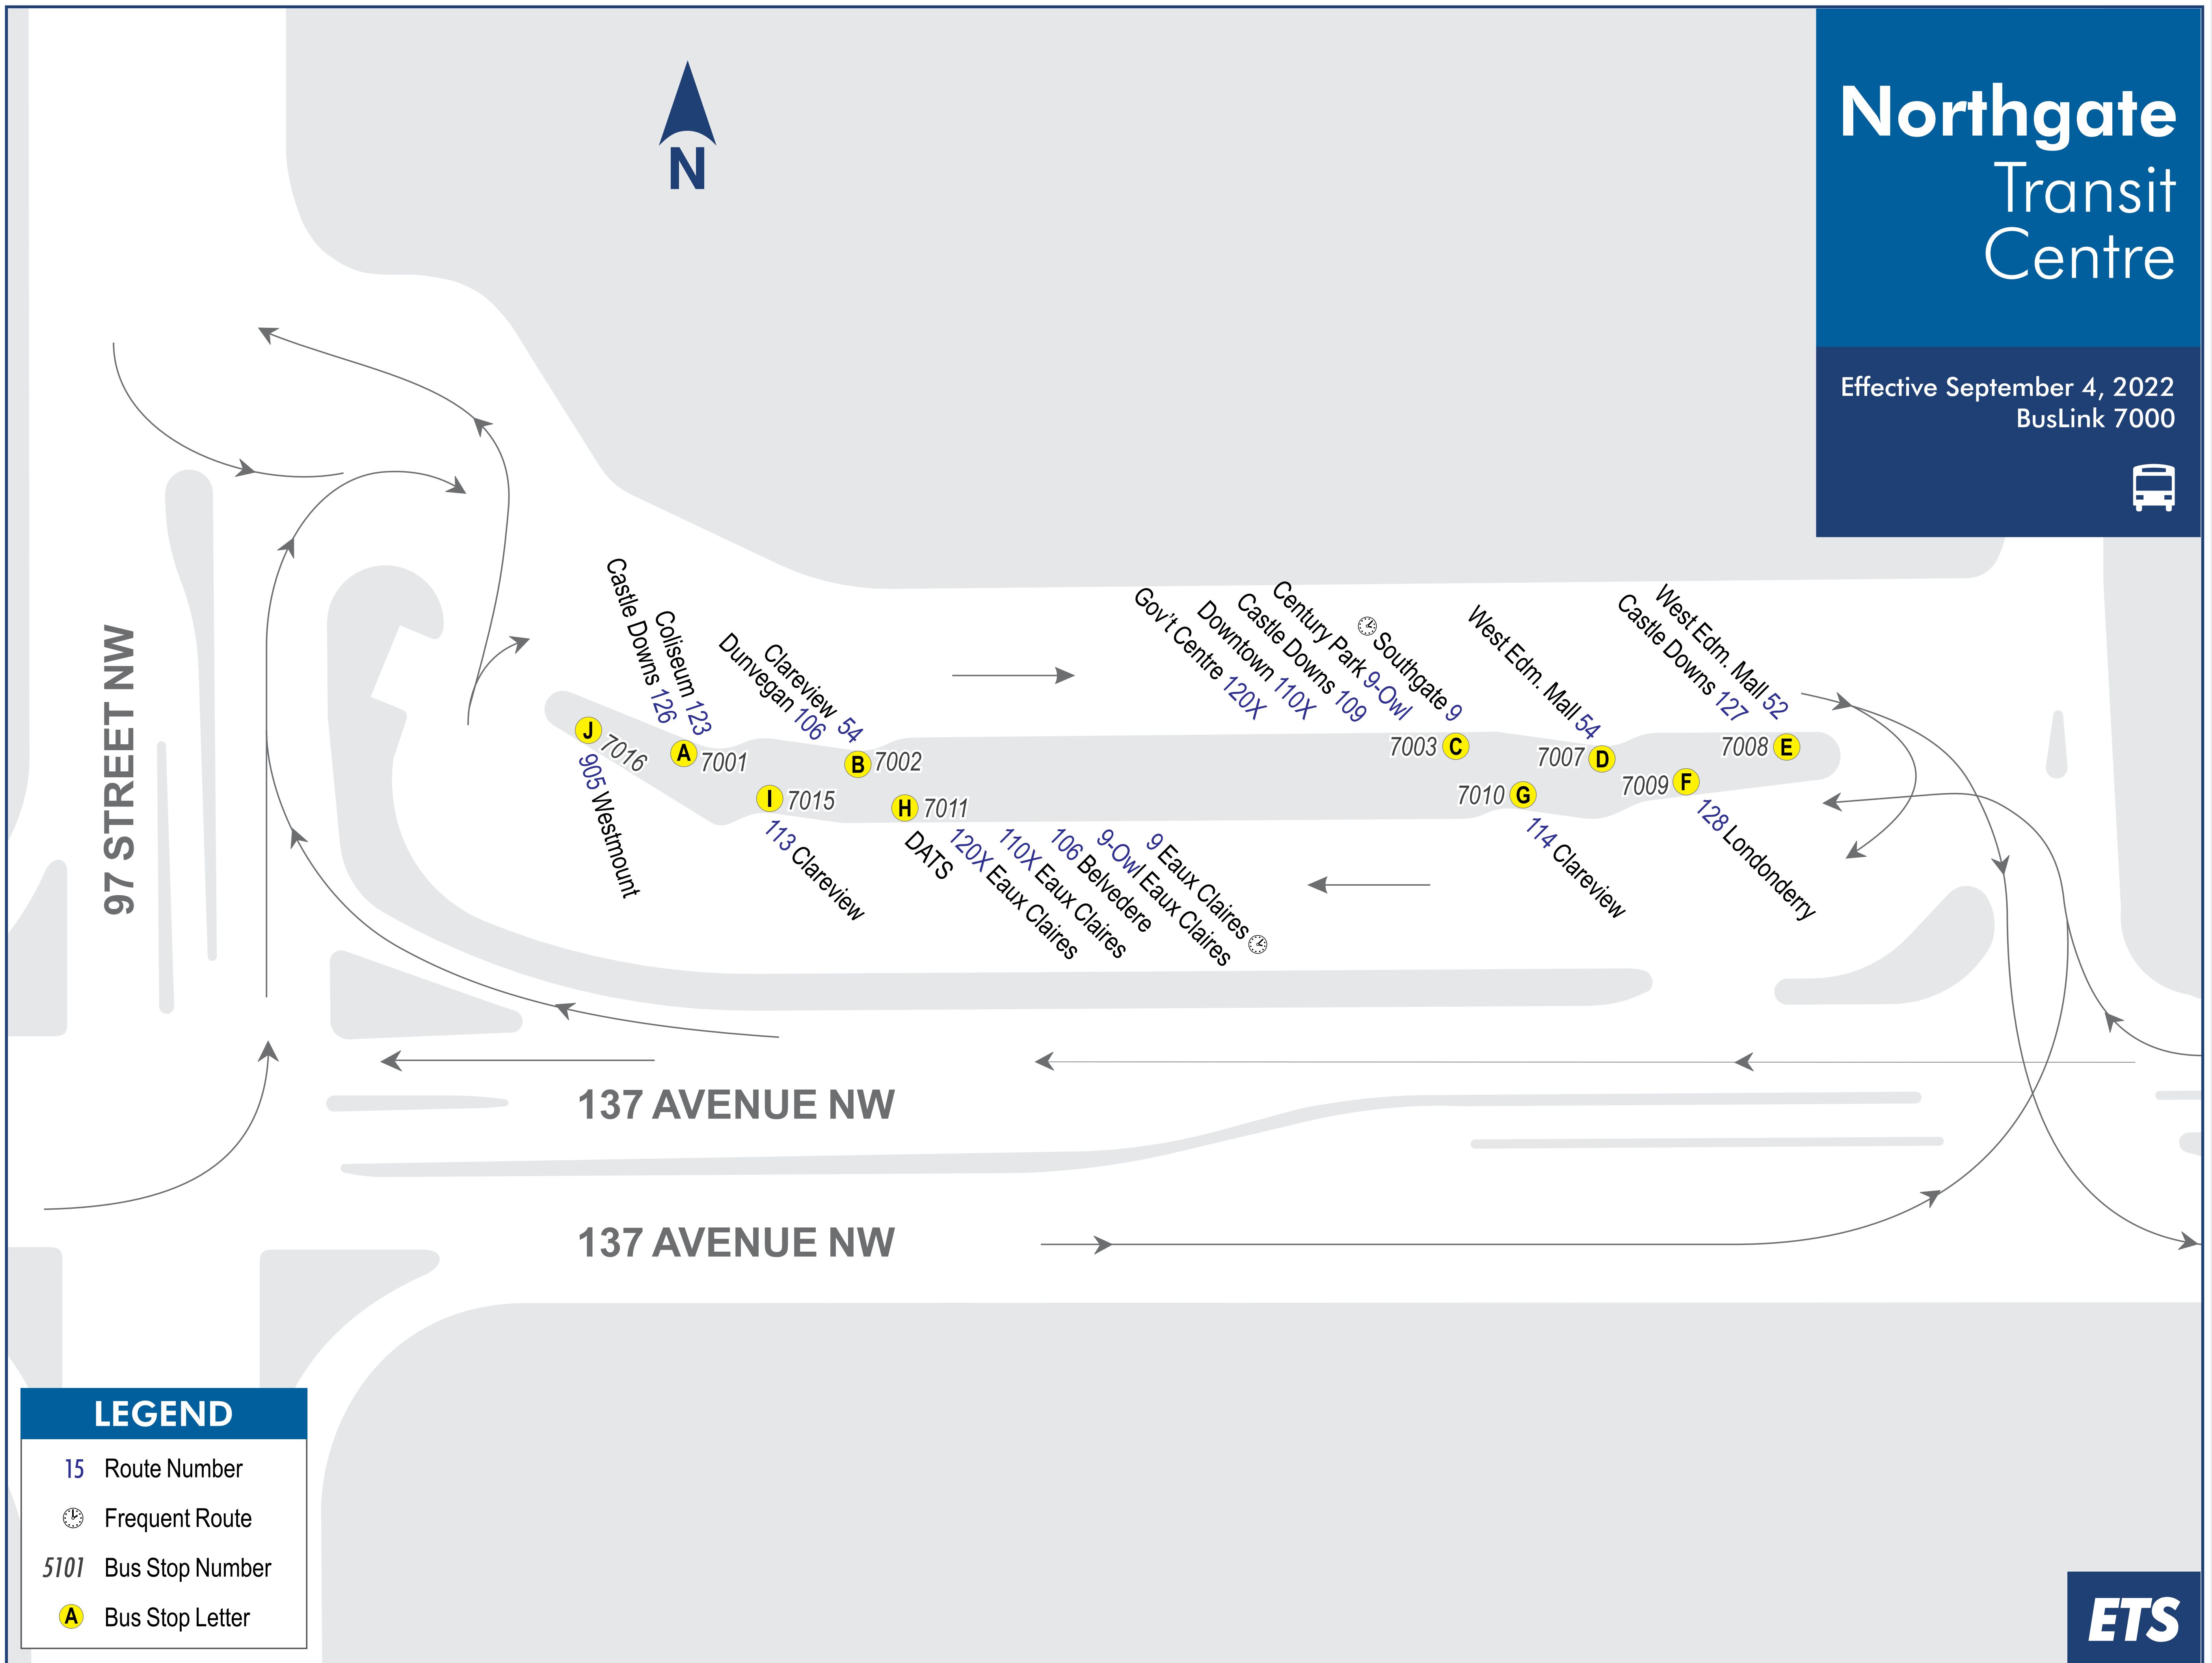 Northgate
Transit
Centre
Effective September 4, 2022
BusLink 7000
N
97 STREET NW
Castle Downs 126
Coliseum 123
Dunvegan 106
Clareview 54
Gov't Centre 120X
Downtown 110X
Castle Downs 109
Century Park 9-Owl
Southgate 9
West Edm. Mall 54
Castle Downs 127
West Edm. Mall 52
J 7016
A 7001
B 7002
7003 C
7007 D
7008 E
I 7015
H 7011
7010 G
7009 F
905 Westmount
113 Clareview
DATS
120X Eaux Claires
110X Eaux Claires
106 Belvedere
9-Owl Eaux Claires
9 Eaux Claires
114 Clareview
128 Londonderry
137 AVENUE NW
137 AVENUE NW
LEGEND
15 Route Number
Frequent Route
5101 Bus Stop Number
A Bus Stop Letter
ETS